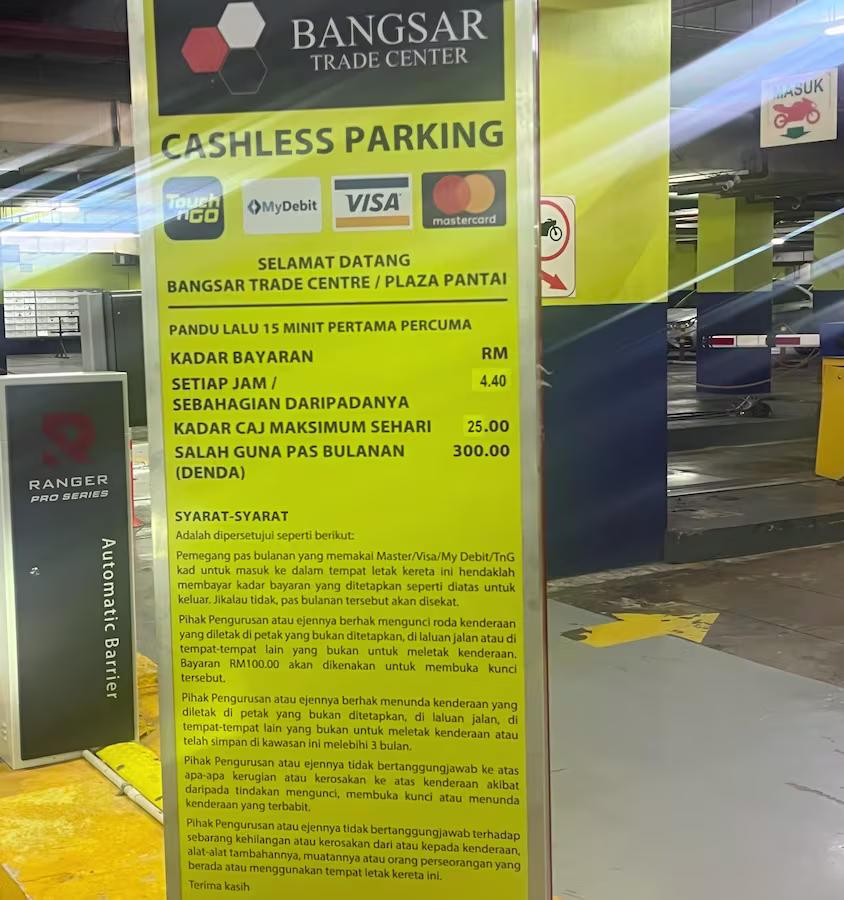 BANGSAR
TRADE CENTER
CASHLESS PARKING
Touch
'nGO
MyDebit
VISA
mastercard
SELAMAT DATANG
BANGSAR TRADE CENTRE / PLAZA PANTAI
PANDU LALU 15 MINIT PERTAMA PERCUMA
KADAR BAYARAN RM
SETIAP JAM / 4.40
SEBAHAGIAN DARIPADANYA
KADAR CAJ MAKSIMUM SEHARI 25.00
SALAH GUNA PAS BULANAN 300.00
(DENDA)
SYARAT-SYARAT
Adalah dipersetujui seperti berikut:
Pemegang pas bulanan yang memakai Master/Visa/My Debit/TnG
kad untuk masuk ke dalam tempat letak kereta ini hendaklah
membayar kadar bayaran yang ditetapkan seperti diatas untuk
keluar. Jikalau tidak, pas bulanan tersebut akan disekat.
Pihak Pengurusan atau ejennya berhak mengunci roda kenderaan
yang diletak di petak yang bukan ditetapkan, di laluan jalan atau di
tempat-tempat lain yang bukan untuk meletak kenderaan.
Bayaran RM100.00 akan dikenakan untuk membuka kunci
tersebut.
Pihak Pengurusan atau ejennya berhak menunda kenderaan yang
diletak di petak yang bukan ditetapkan, di laluan jalan, di
tempat-tempat lain yang bukan untuk meletak kenderaan atau
telah simpan di kawasan ini melebihi 3 bulan.
Pihak Pengurusan atau ejennya tidak bertanggungjawab ke atas
apa-apa kerugian atau kerosakan ke atas kenderaan akibat
daripada tindakan mengunci, membuka kunci atau menunda
kenderaan yang terbabit.
Pihak Pengurusan atau ejennya tidak bertanggungjawab terhadap
sebarang kehilangan atau kerosakan dari atau kepada kenderaan,
alat-alat tambahannya, muatannya atau orang perseorangan yang
berada atau menggunakan tempat letak kereta ini.
Terima kasih
RANGER
PRO SERIES
Automatic Barrier
MASUK